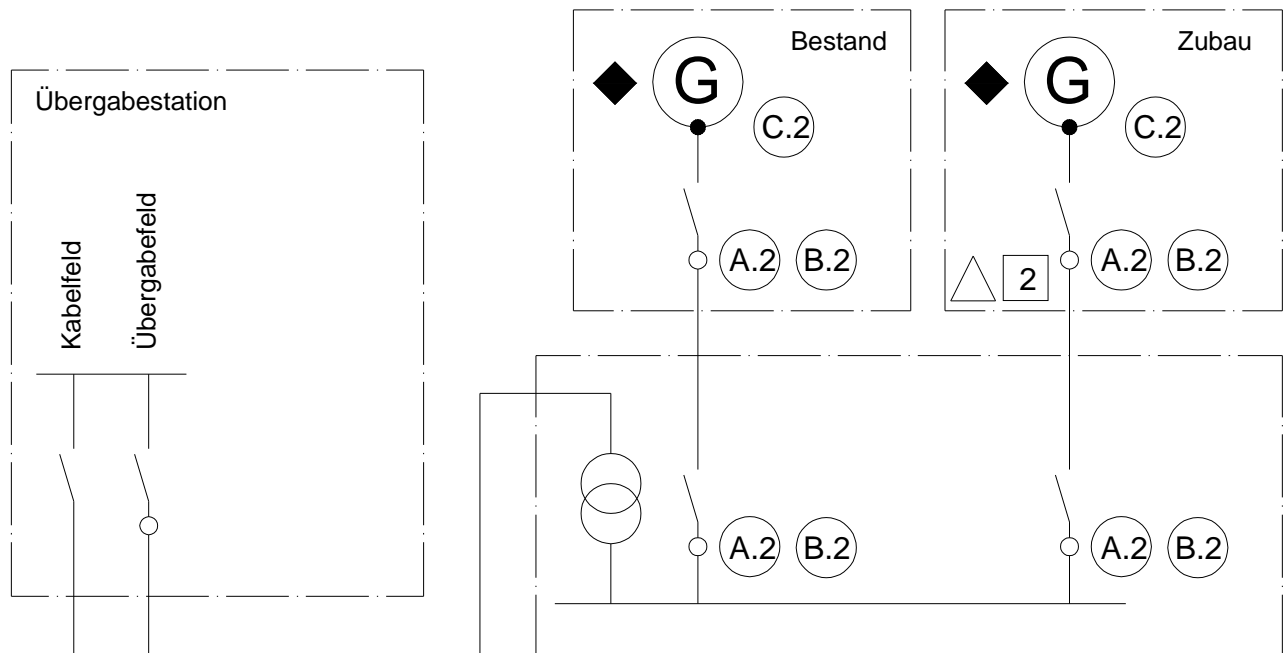 Bestand
Zubau
Übergabestation
G
G
C.2
C.2
Kabelfeld
Übergabefeld
A.2 B.2
2 A.2 B.2
A.2 B.2
A.2 B.2